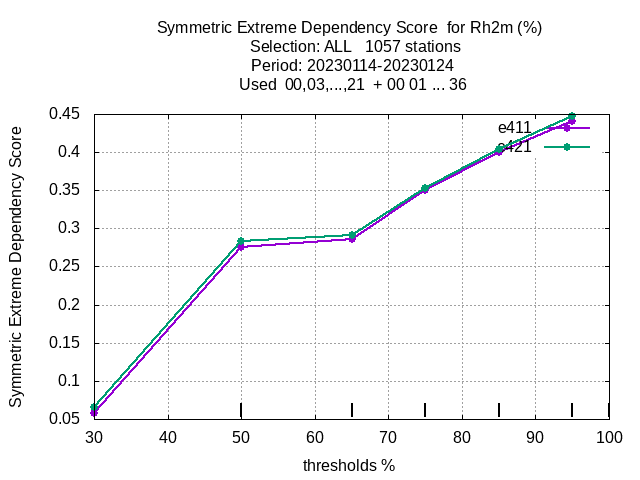 Symmetric Extreme Dependency Score  for Rh2m (%)
Selection: ALL   1057 stations
Period: 20230114-20230124
Used  00,03,...,21  + 00 01 ... 36
Symmetric Extreme Dependency Score
0.45
0.4
0.35
0.3
0.25
0.2
0.15
0.1
0.05
e411
e421
30 40 50 60 70 80 90 100
thresholds %